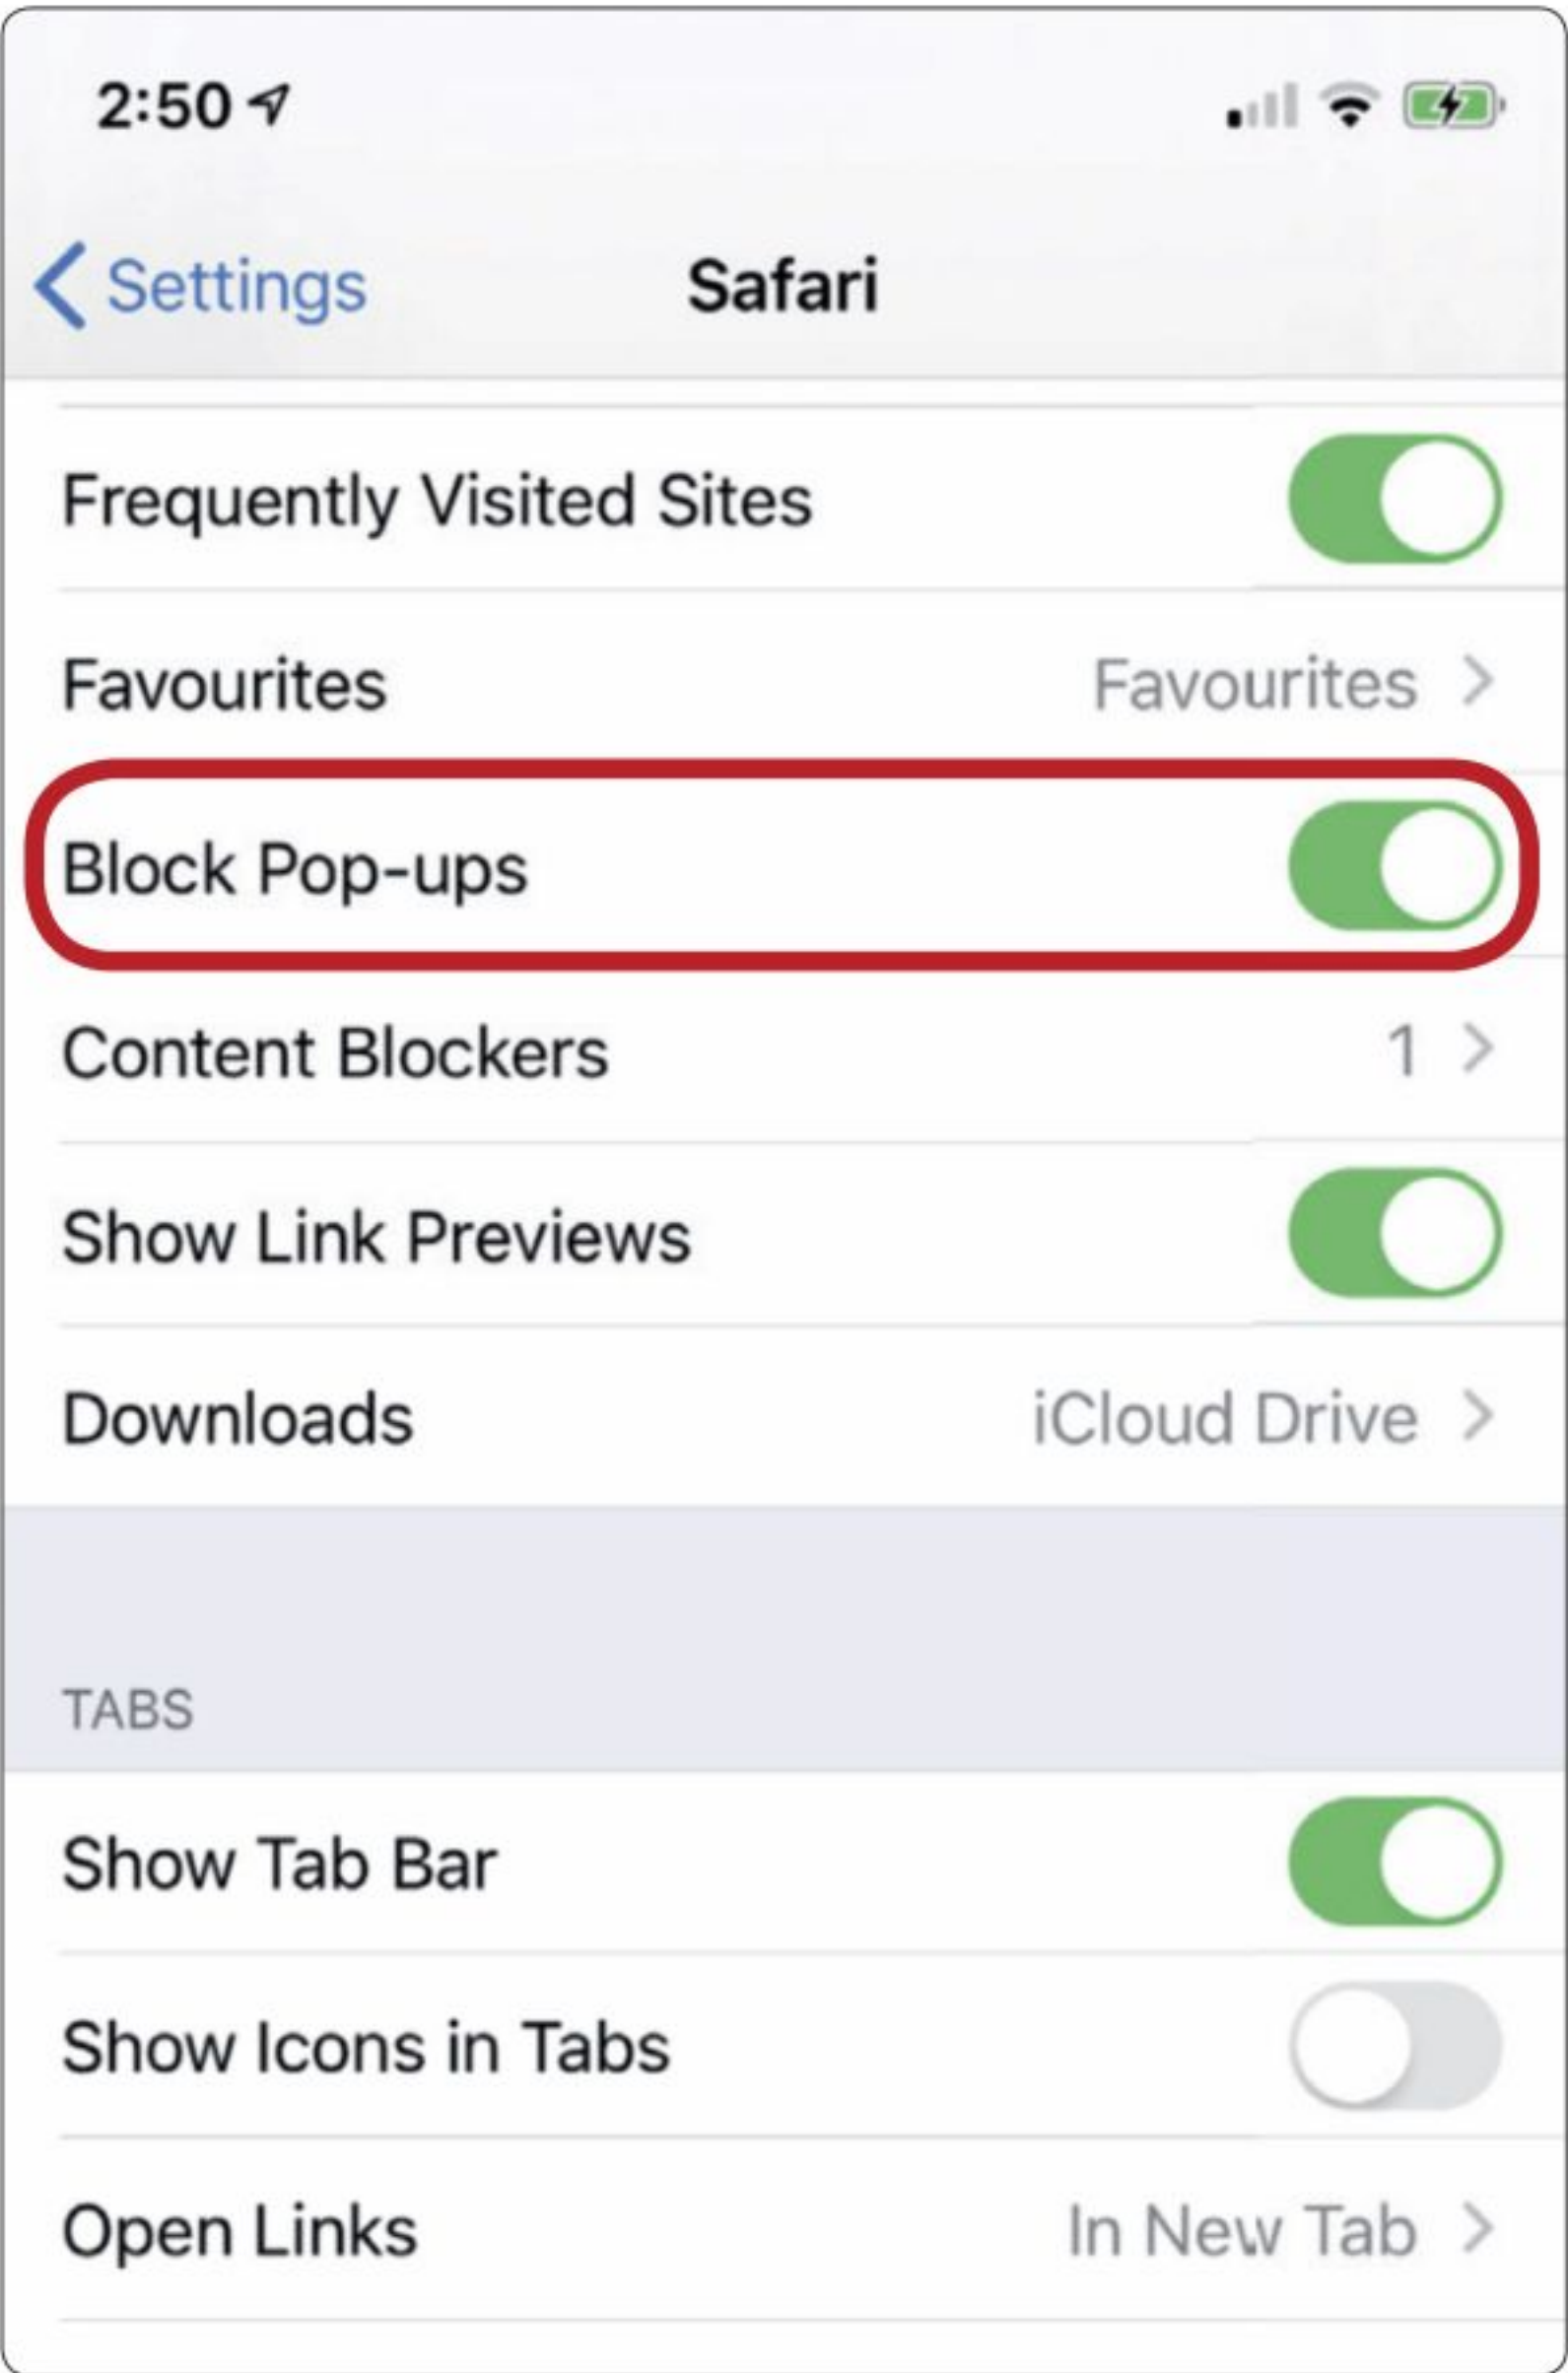 2:50
Settings Safari
Frequently Visited Sites
Favourites Favourites
Block Pop-ups
Content Blockers 1
Show Link Previews
Downloads iCloud Drive
TABS
Show Tab Bar
Show Icons in Tabs
Open Links In New Tab